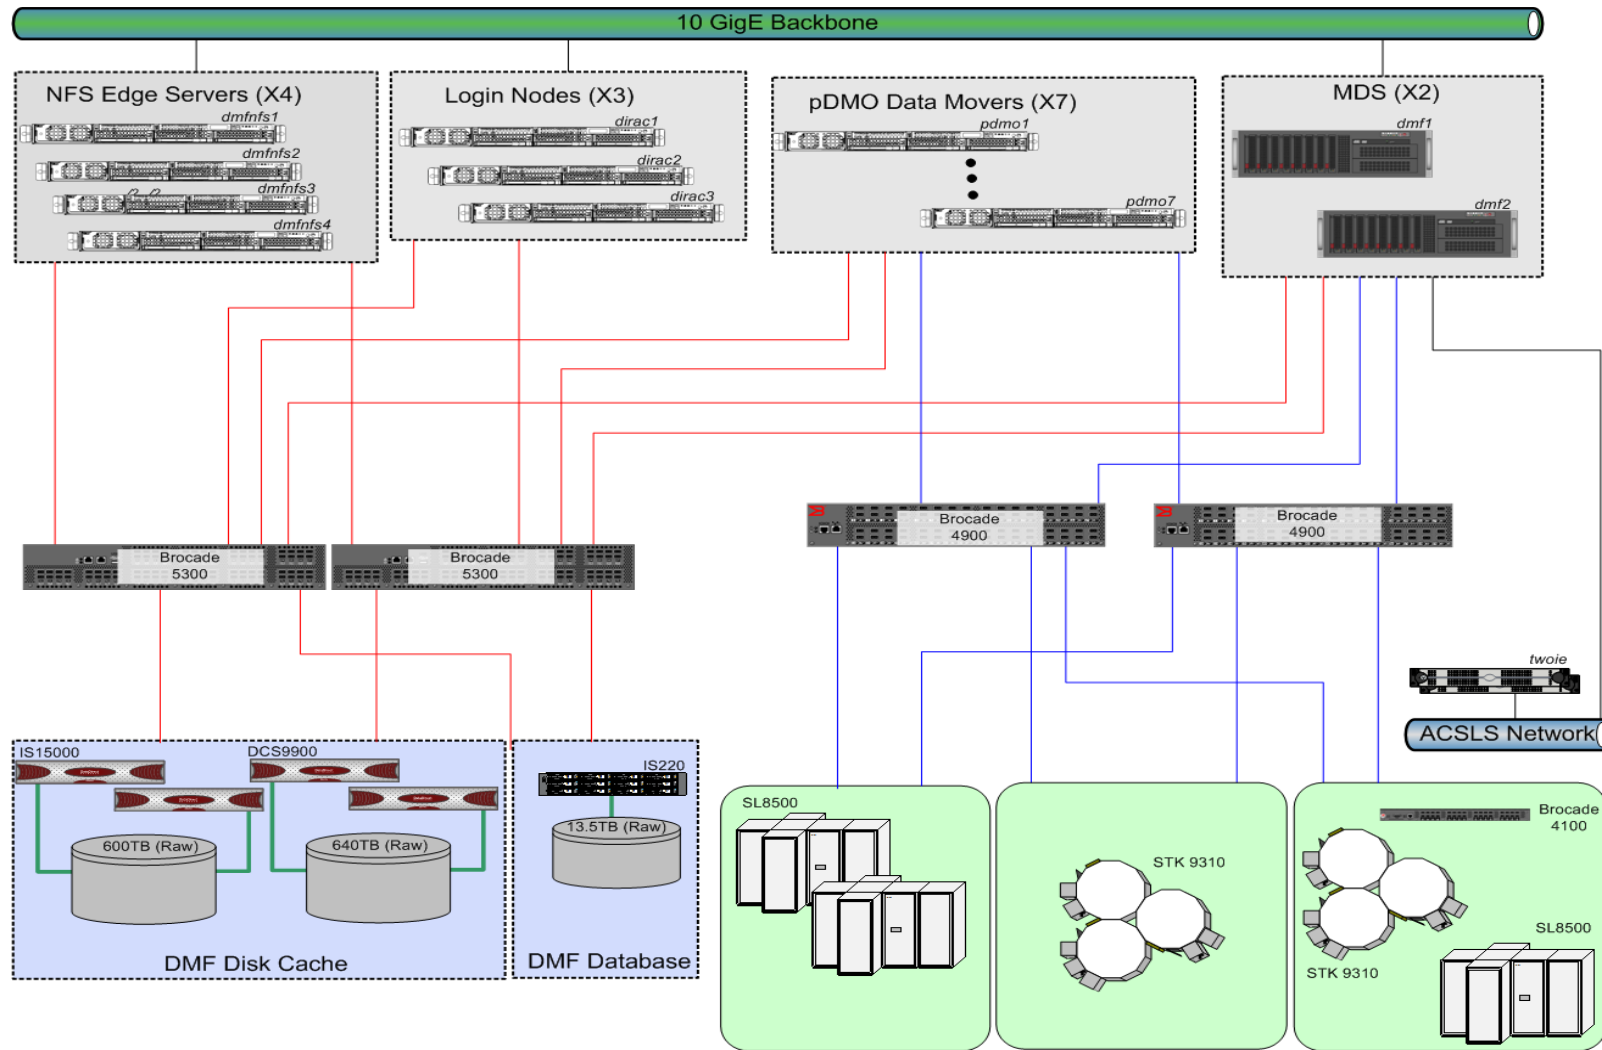 10 GigE Backbone
NFS Edge Servers (X4)
dmfnfs1
dmfnfs2
dmfnfs3
dmfnfs4
Login Nodes (X3)
dirac1
dirac2
dirac3
pDMO Data Movers (X7)
pdmo1
pdmo7
MDS (X2)
dmf1
dmf2
Brocade
5300
Brocade
5300
Brocade
4900
Brocade
4900
twoie
ACSLS Network
IS15000
DCS9900
600TB (Raw)
640TB (Raw)
DMF Disk Cache
IS220
13.5TB (Raw)
DMF Database
SL8500
STK 9310
Brocade
4100
STK 9310
SL8500